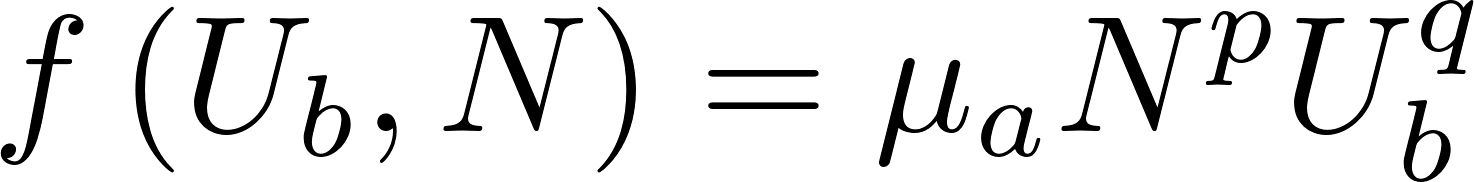 f(U_b, N) = μ_a N^p U_b^q